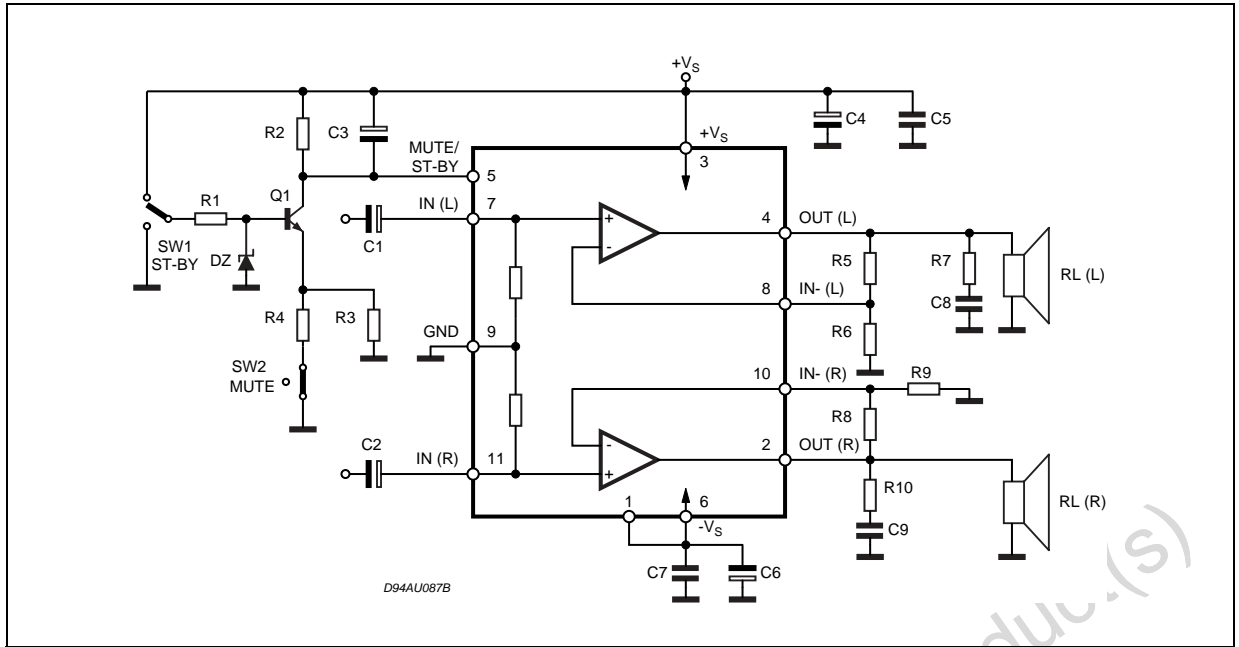 +VS
R2
C3
C4
C5
MUTE/
ST-BY
+VS
3
5
R1
Q1
IN (L)
7
4
OUT (L)
+
-
C1
SW1
ST-BY
DZ
R5
R7
RL (L)
8
IN- (L)
C8
R4
R3
GND
9
R6
SW2
MUTE
10
IN- (R)
R9
R8
C2
IN (R)
11
-
+
2
OUT (R)
R10
RL (R)
1
6
-VS
C9
C7
C6
D94AU087B